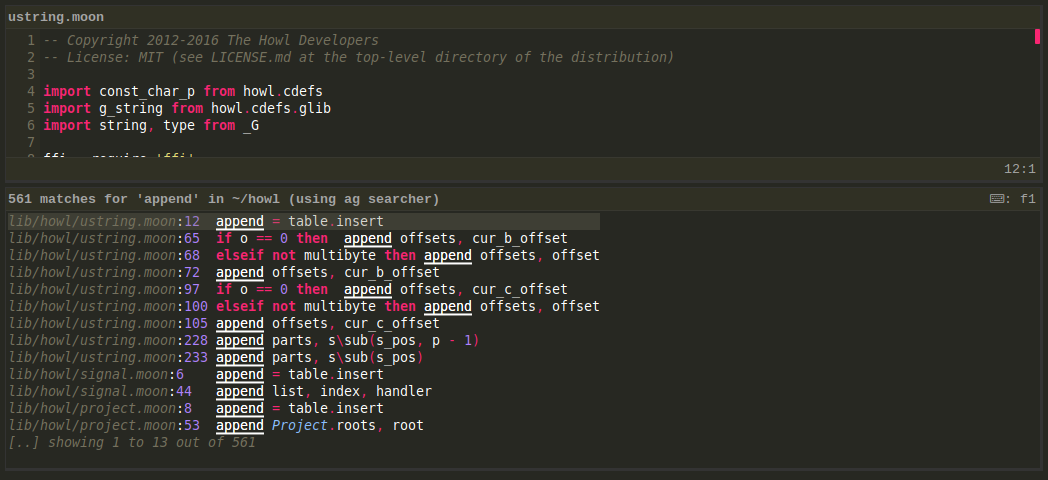 ustring.moon
1 -- Copyright 2012-2016 The Howl Developers
2 -- License: MIT (see LICENSE.md at the top-level directory of the distribution)
3
4 import const_char_p from howl.cdefs
5 import g_string from howl.cdefs.glib
6 import string, type from _G
7
8 ffi = require 'ffi'
12:1
561 matches for 'append' in ~/howl (using ag searcher) ⌨: f1
lib/howl/ustring.moon:12 append = table.insert
lib/howl/ustring.moon:65 if o == 0 then append offsets, cur_b_offset
lib/howl/ustring.moon:68 elseif not multibyte then append offsets, offset
lib/howl/ustring.moon:72 append offsets, cur_b_offset
lib/howl/ustring.moon:97 if o == 0 then append offsets, cur_c_offset
lib/howl/ustring.moon:100 elseif not multibyte then append offsets, offset
lib/howl/ustring.moon:105 append offsets, cur_c_offset
lib/howl/ustring.moon:228 append parts, s\sub(s_pos, p - 1)
lib/howl/ustring.moon:233 append parts, s\sub(s_pos)
lib/howl/signal.moon:6 append = table.insert
lib/howl/signal.moon:44 append list, index, handler
lib/howl/project.moon:8 append = table.insert
lib/howl/project.moon:53 append Project.roots, root
[..] showing 1 to 13 out of 561